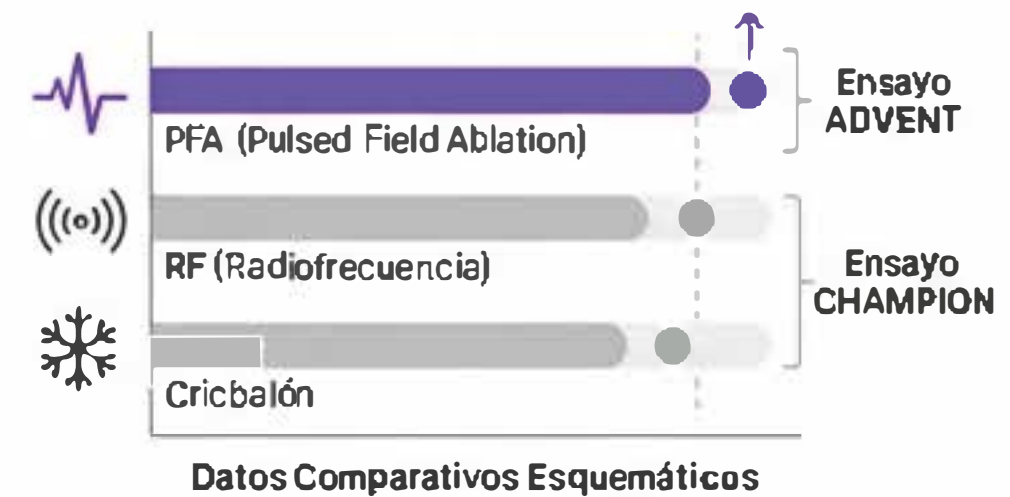 Ensayo
ADVENT
PFA (Pulsed Field Ablation)
RF (Radiofrecuencia)
Ensayo
CHAMPION
Cricbalón
Datos Comparativos Esquemáticos